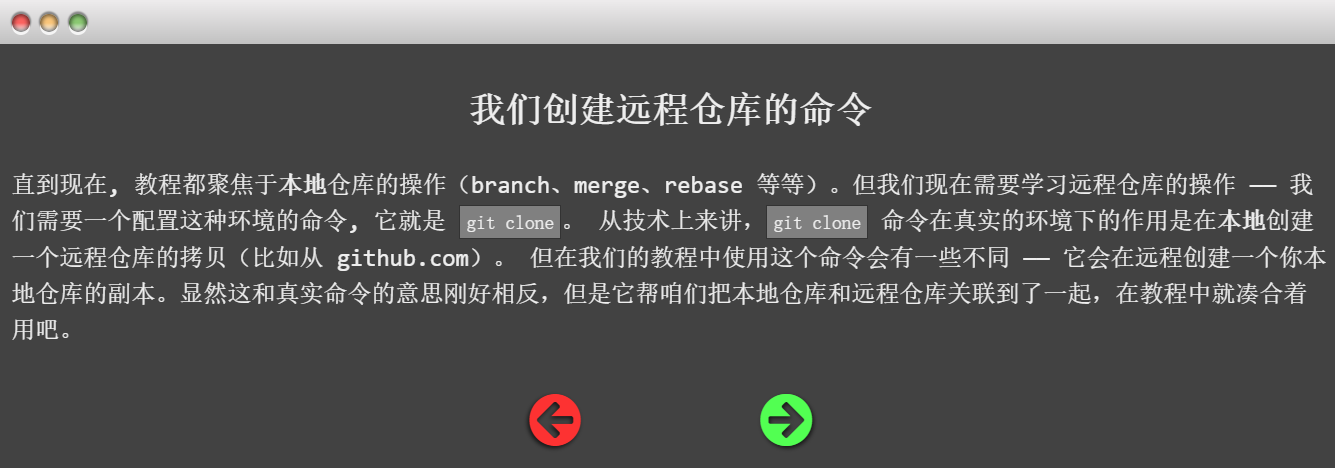 我们创建远程仓库的命令
直到现在, 教程都聚焦于本地仓库的操作（branch、merge、rebase 等等）。但我们现在需要学习远程仓库的操作 —— 我
们需要一个配置这种环境的命令, 它就是 git clone。 从技术上来讲，git clone 命令在真实的环境下的作用是在本地创建
一个远程仓库的拷贝（比如从 github.com）。 但在我们的教程中使用这个命令会有一些不同 —— 它会在远程创建一个你本
地仓库的副本。显然这和真实命令的意思刚好相反，但是它帮咱们把本地仓库和远程仓库关联到了一起，在教程中就凑合着
用吧。